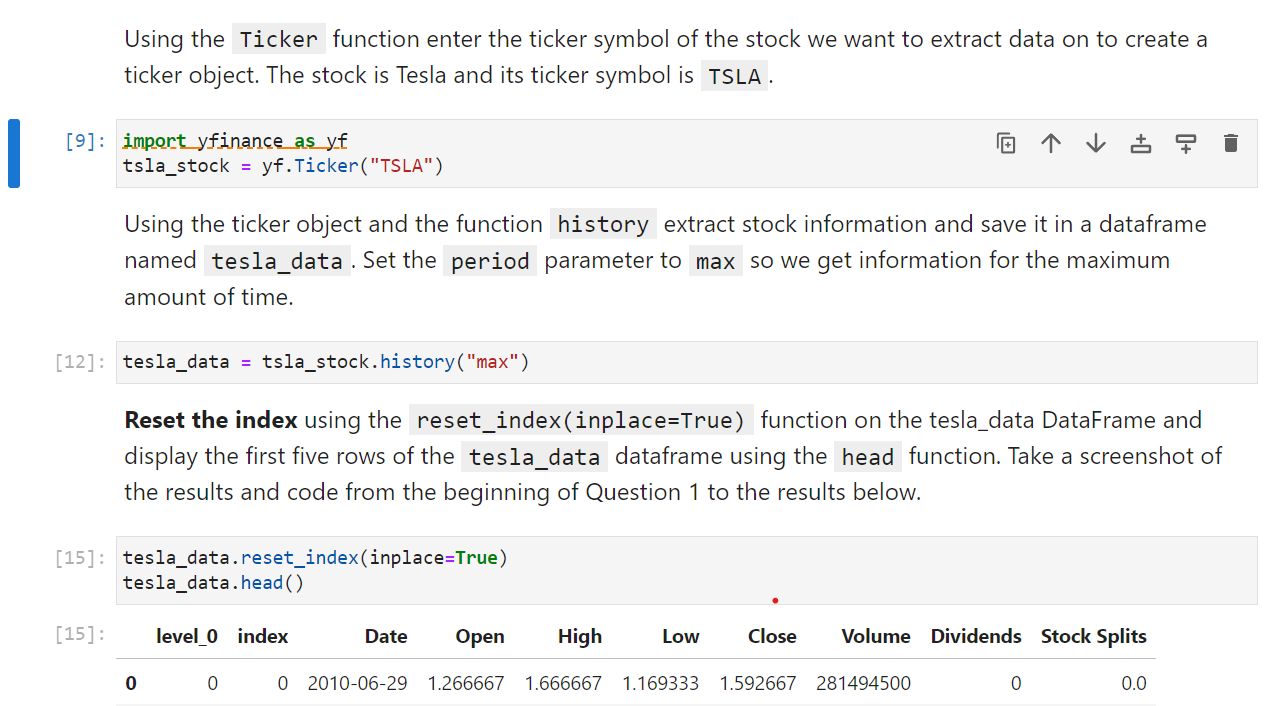 Using the Ticker function enter the ticker symbol of the stock we want to extract data on to create a
ticker object. The stock is Tesla and its ticker symbol is TSLA.
[9]: import yfinance as yf
tsla_stock = yf.Ticker("TSLA")
Using the ticker object and the function history extract stock information and save it in a dataframe
named tesla_data. Set the period parameter to max so we get information for the maximum
amount of time.
[12]: tesla_data = tsla_stock.history("max")
Reset the index using the reset_index(inplace=True) function on the tesla_data DataFrame and
display the first five rows of the tesla_data dataframe using the head function. Take a screenshot of
the results and code from the beginning of Question 1 to the results below.
[15]: tesla_data.reset_index(inplace=True)
tesla_data.head()
[15]: level_0 index Date Open High Low Close Volume Dividends Stock Splits
0 0 0 2010-06-29 1.266667 1.666667 1.169333 1.592667 281494500 0 0.0